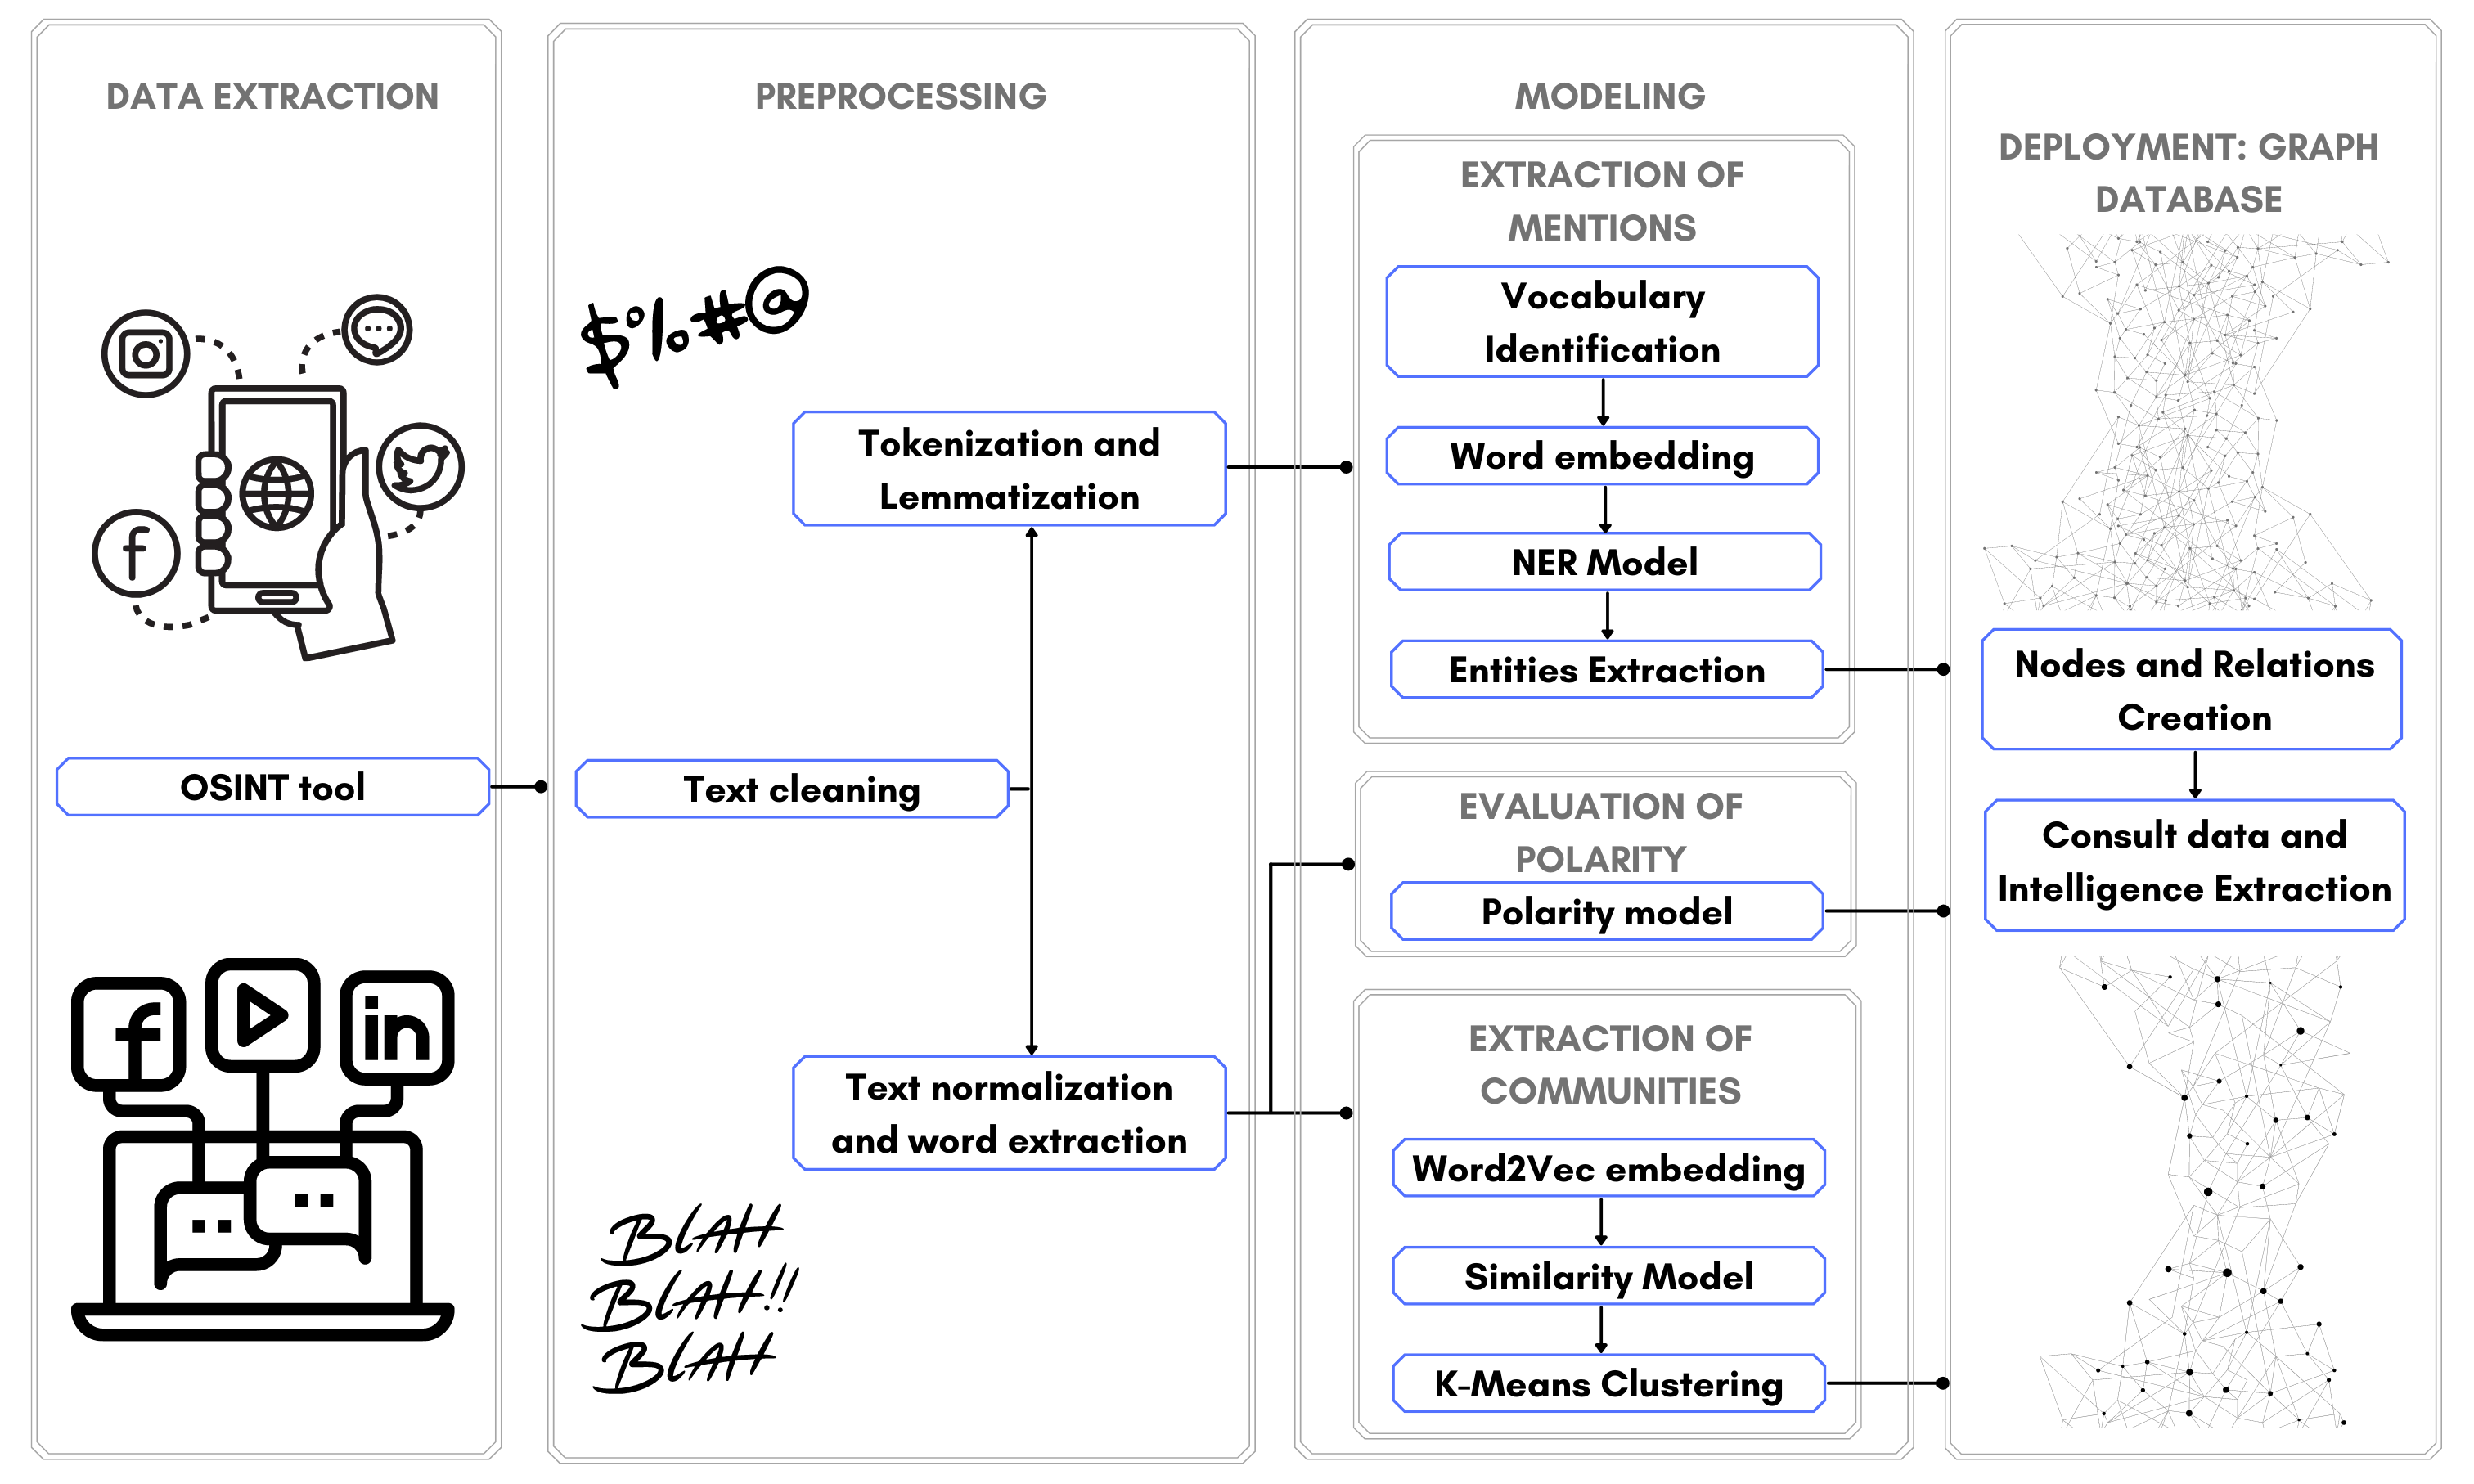 DATA EXTRACTION
f
OSINT tool
f
in
PREPROCESSING
$%#@
Tokenization and
Lemmatization
Text cleaning
Text normalization
and word extraction
BLAH
BLAH!!
BLAH
MODELING
EXTRACTION OF
MENTIONS
Vocabulary
Identification
Word embedding
NER Model
Entities Extraction
EVALUATION OF
POLARITY
Polarity model
EXTRACTION OF
COMMUNITIES
Word2Vec embedding
Similarity Model
K-Means Clustering
DEPLOYMENT: GRAPH
DATABASE
Nodes and Relations
Creation
Consult data and
Intelligence Extraction